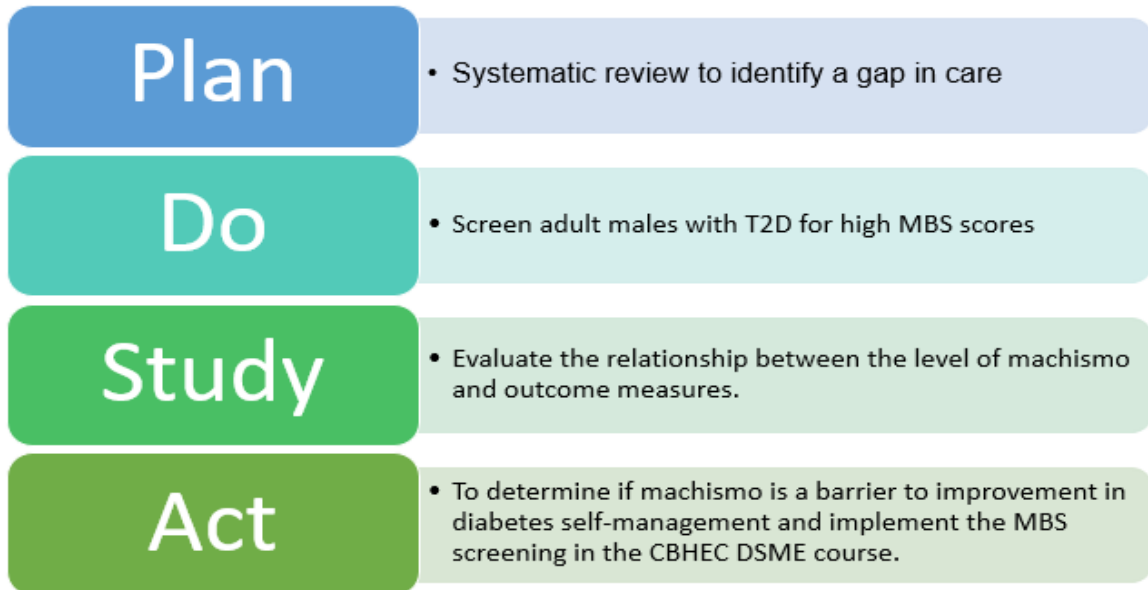 Plan
• Systematic review to identify a gap in care
Do
• Screen adult males with T2D for high MBS scores
Study
• Evaluate the relationship between the level of machismo
and outcome measures.
Act
• To determine if machismo is a barrier to improvement in
diabetes self-management and implement the MBS
screening in the CBHEC DSME course.